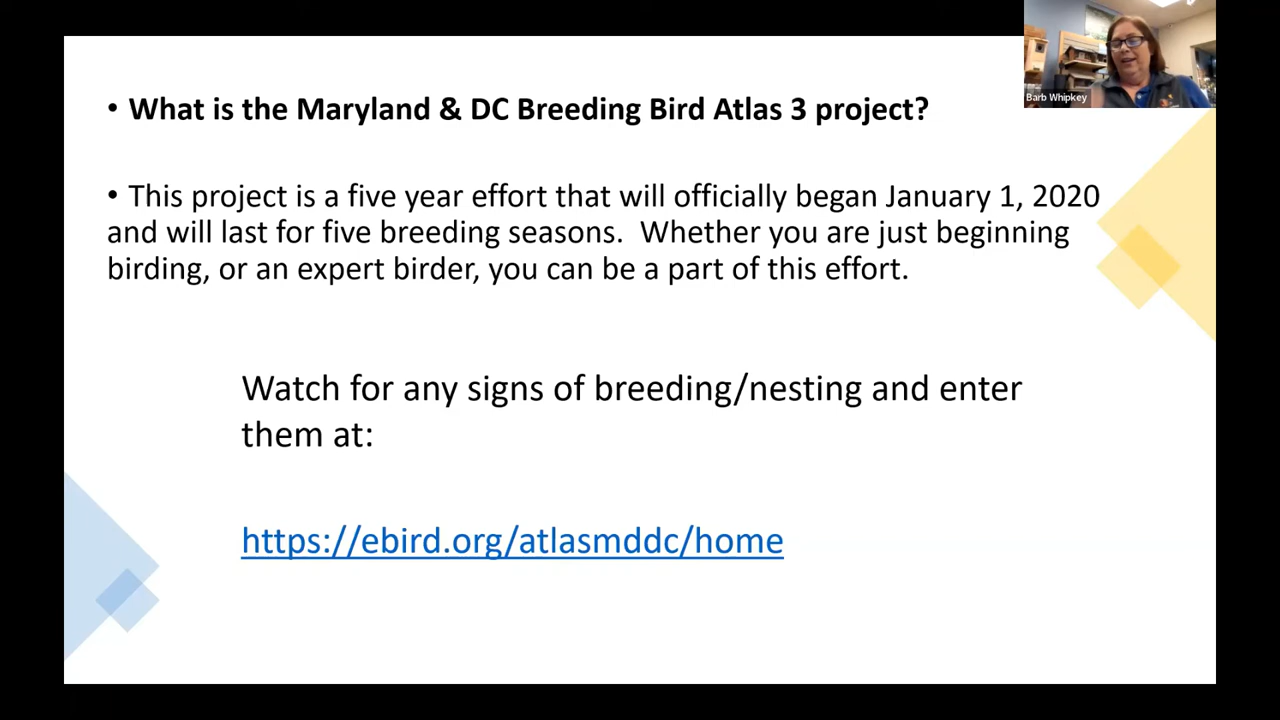 Barb Whipkey
• What is the Maryland & DC Breeding Bird Atlas 3 project?
• This project is a five year effort that will officially began January 1, 2020
and will last for five breeding seasons.  Whether you are just beginning
birding, or an expert birder, you can be a part of this effort.
Watch for any signs of breeding/nesting and enter
them at:
https://ebird.org/atlasmddc/home